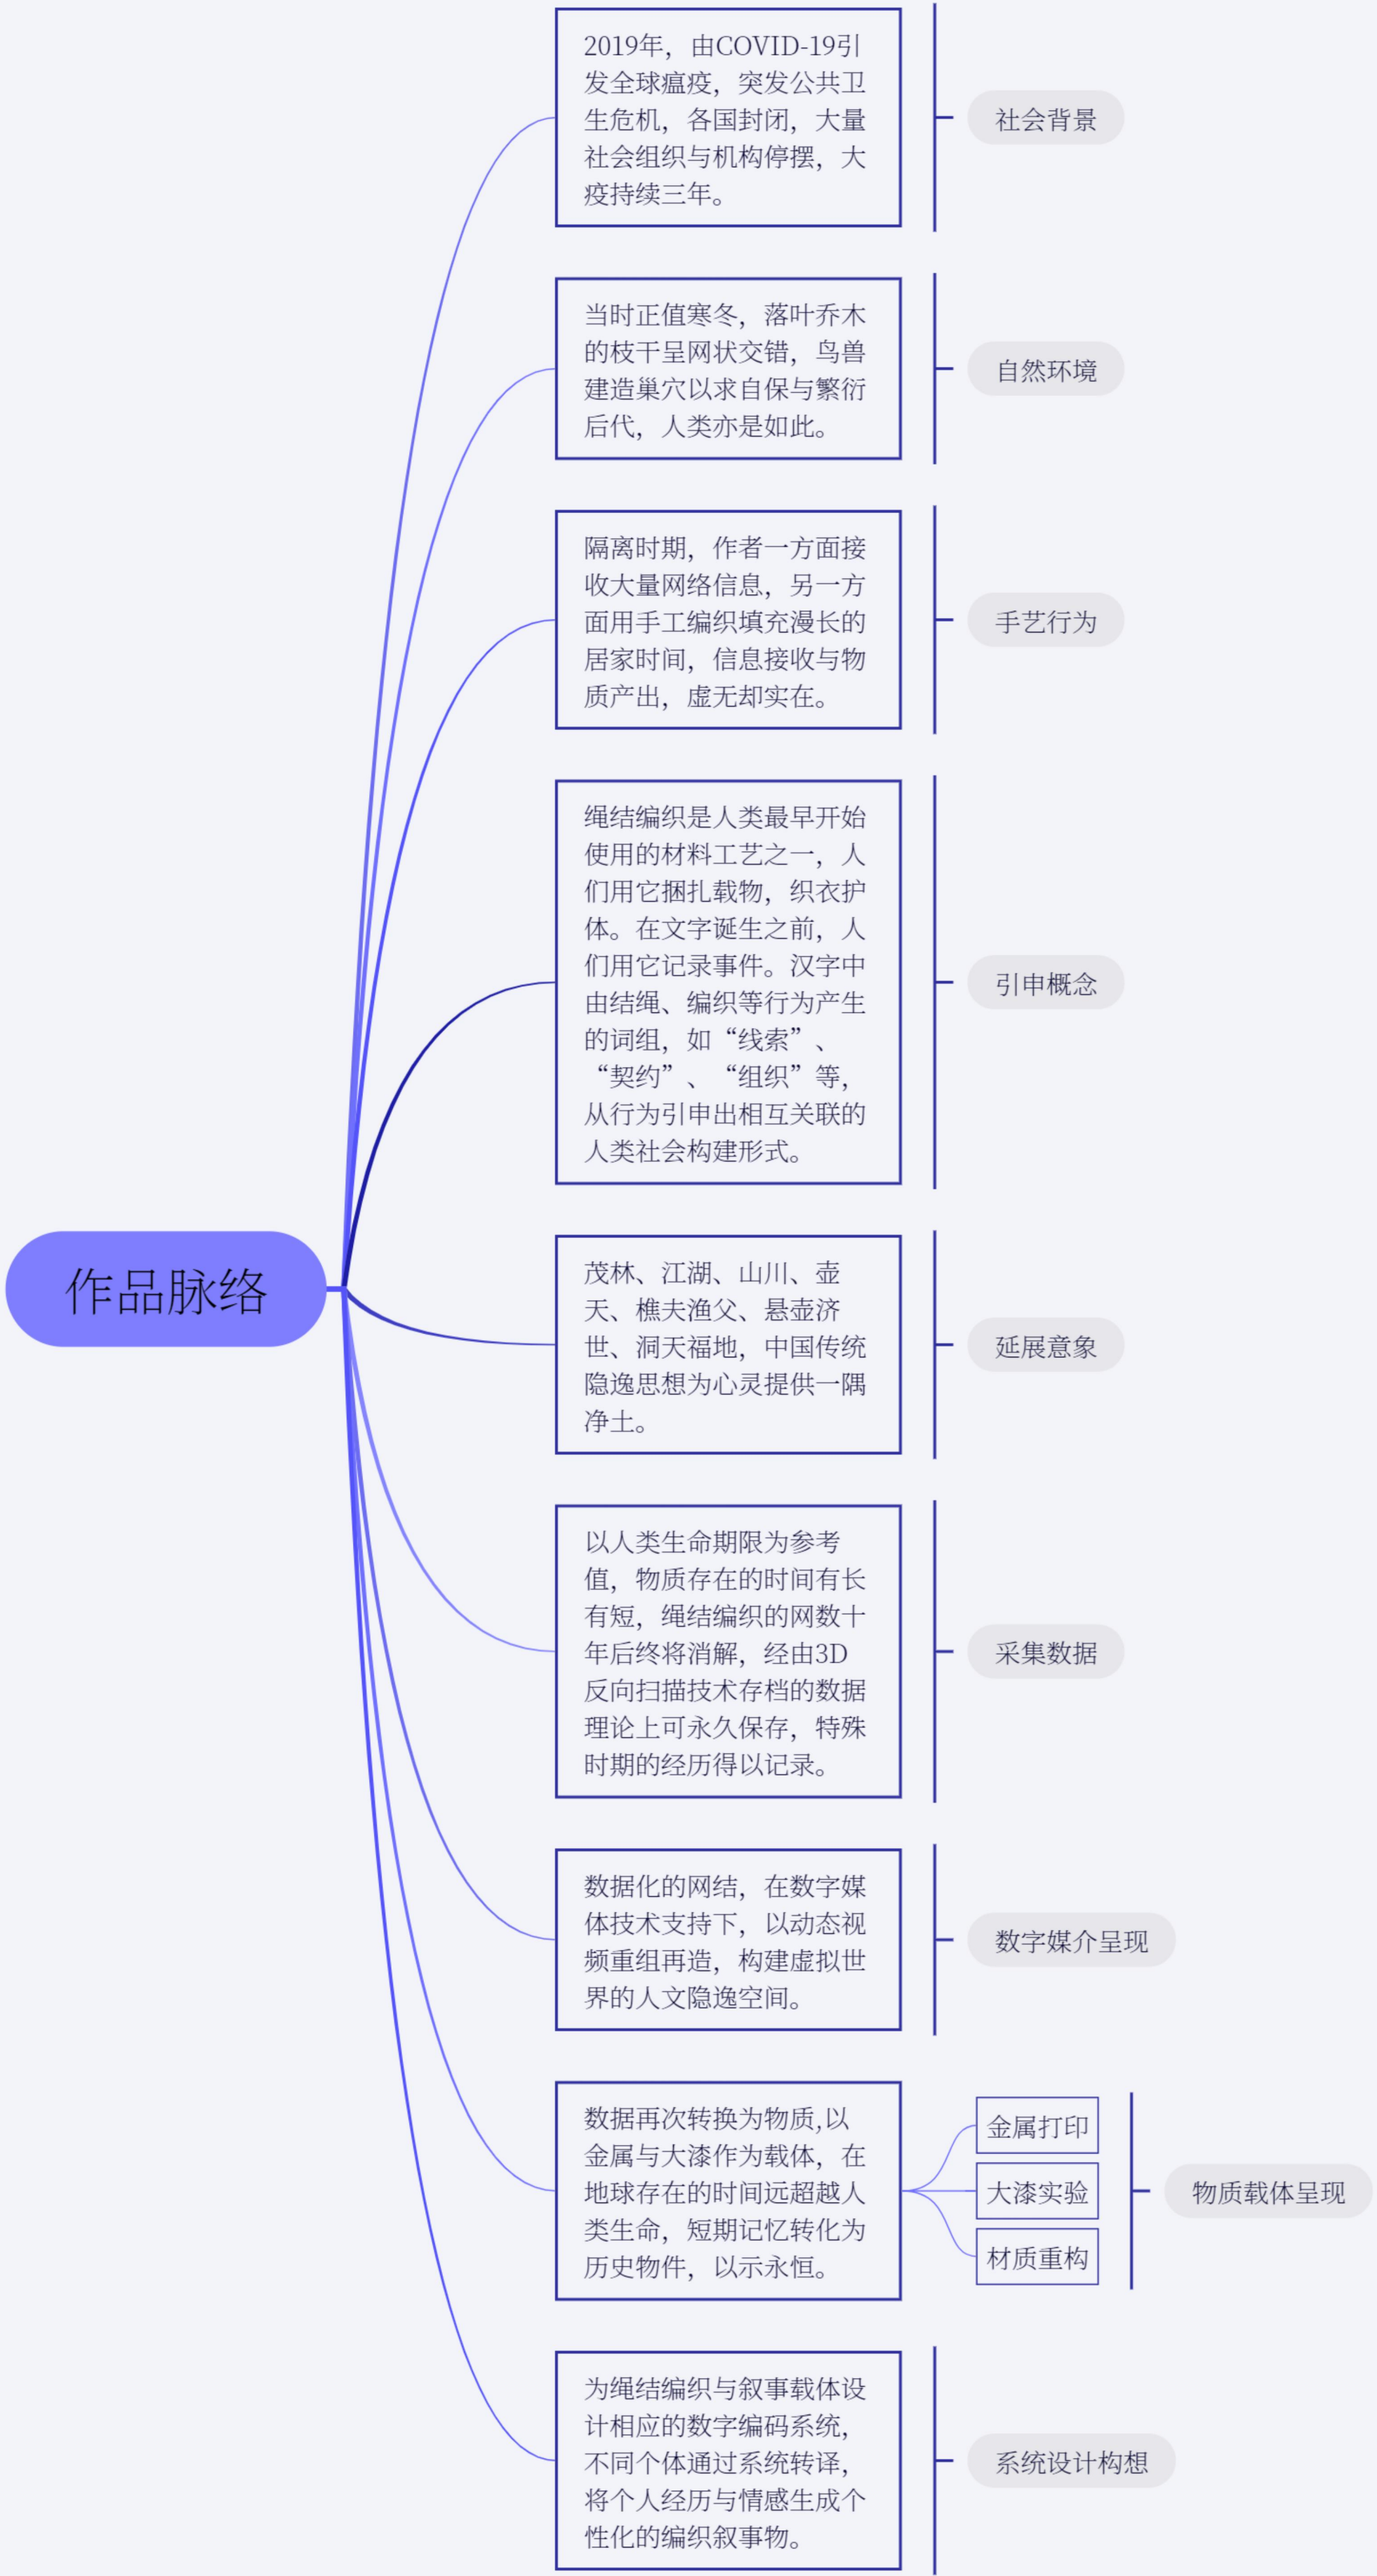 2019年，由COVID-19引
发全球瘟疫，突发公共卫
生危机，各国封闭，大量
社会组织与机构停摆，大
疫持续三年。
社会背景
当时正值寒冬，落叶乔木
的枝干呈网状交错，鸟兽
建造巢穴以求自保与繁衍
后代，人类亦是如此。
自然环境
隔离时期，作者一方面接
收大量网络信息，另一方
面用手工编织填充漫长的
居家时间，信息接收与物
质产出，虚无却实在。
手艺行为
绳结编织是人类最早开始
使用的材料工艺之一，人
们用它捆扎载物，织衣护
体。在文字诞生之前，人
们用它记录事件。汉字中
由结绳、编织等行为产生
的词组，如“线索”、
“契约”、“组织”等，
从行为引申出相互关联的
人类社会构建形式。
引申概念
作品脉络
茂林、江湖、山川、壶
天、樵夫渔父、悬壶济
世、洞天福地，中国传统
隐逸思想为心灵提供一隅
净土。
延展意象
以人类生命期限为参考
值，物质存在的时间有长
有短，绳结编织的网数十
年后终将消解，经由3D
反向扫描技术存档的数据
理论上可永久保存，特殊
时期的经历得以记录。
采集数据
数据化的网结，在数字媒
体技术支持下，以动态视
频重组再造，构建虚拟世
界的人文隐逸空间。
数字媒介呈现
数据再次转换为物质,以
金属与大漆作为载体，在
地球存在的时间远超越人
类生命，短期记忆转化为
历史物件，以示永恒。
金属打印
大漆实验
材质重构
物质载体呈现
为绳结编织与叙事载体设
计相应的数字编码系统，
不同个体通过系统转译，
将个人经历与情感生成个
性化的编织叙事物。
系统设计构想